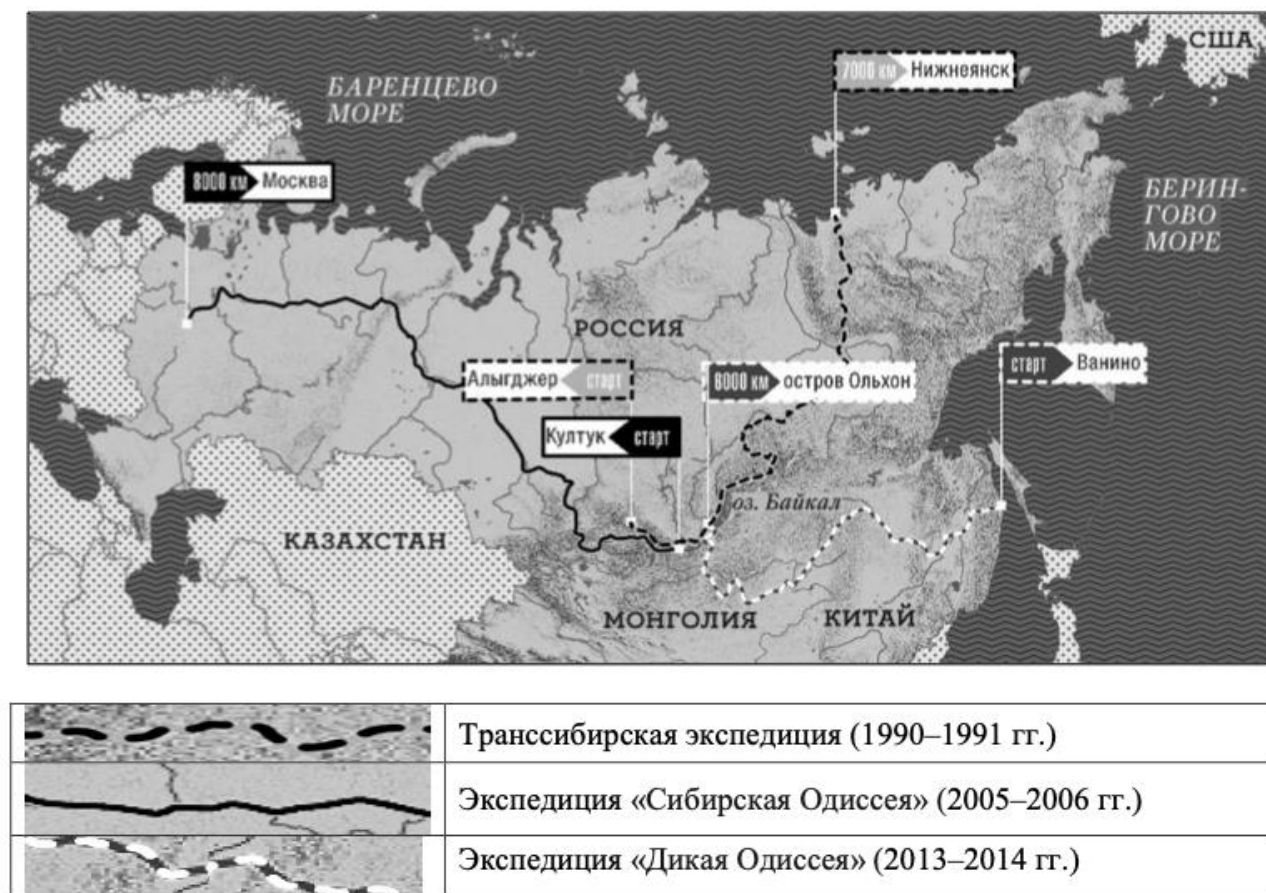 США
БАРЕНЦЕВО
МОРЕ
7000 км Нижнеянск
8000 км Москва
БЕРИН-
ГОВО
МОРЕ
РОССИЯ
Алыгджер старт
8000 км остров Ольхон
старт Ванино
Култук старт
оз. Байкал
КАЗАХСТАН
МОНГОЛИЯ
КИТАЙ
Транссибирская экспедиция (1990–1991 гг.)
Экспедиция «Сибирская Одиссея» (2005–2006 гг.)
Экспедиция «Дикая Одиссея» (2013–2014 гг.)